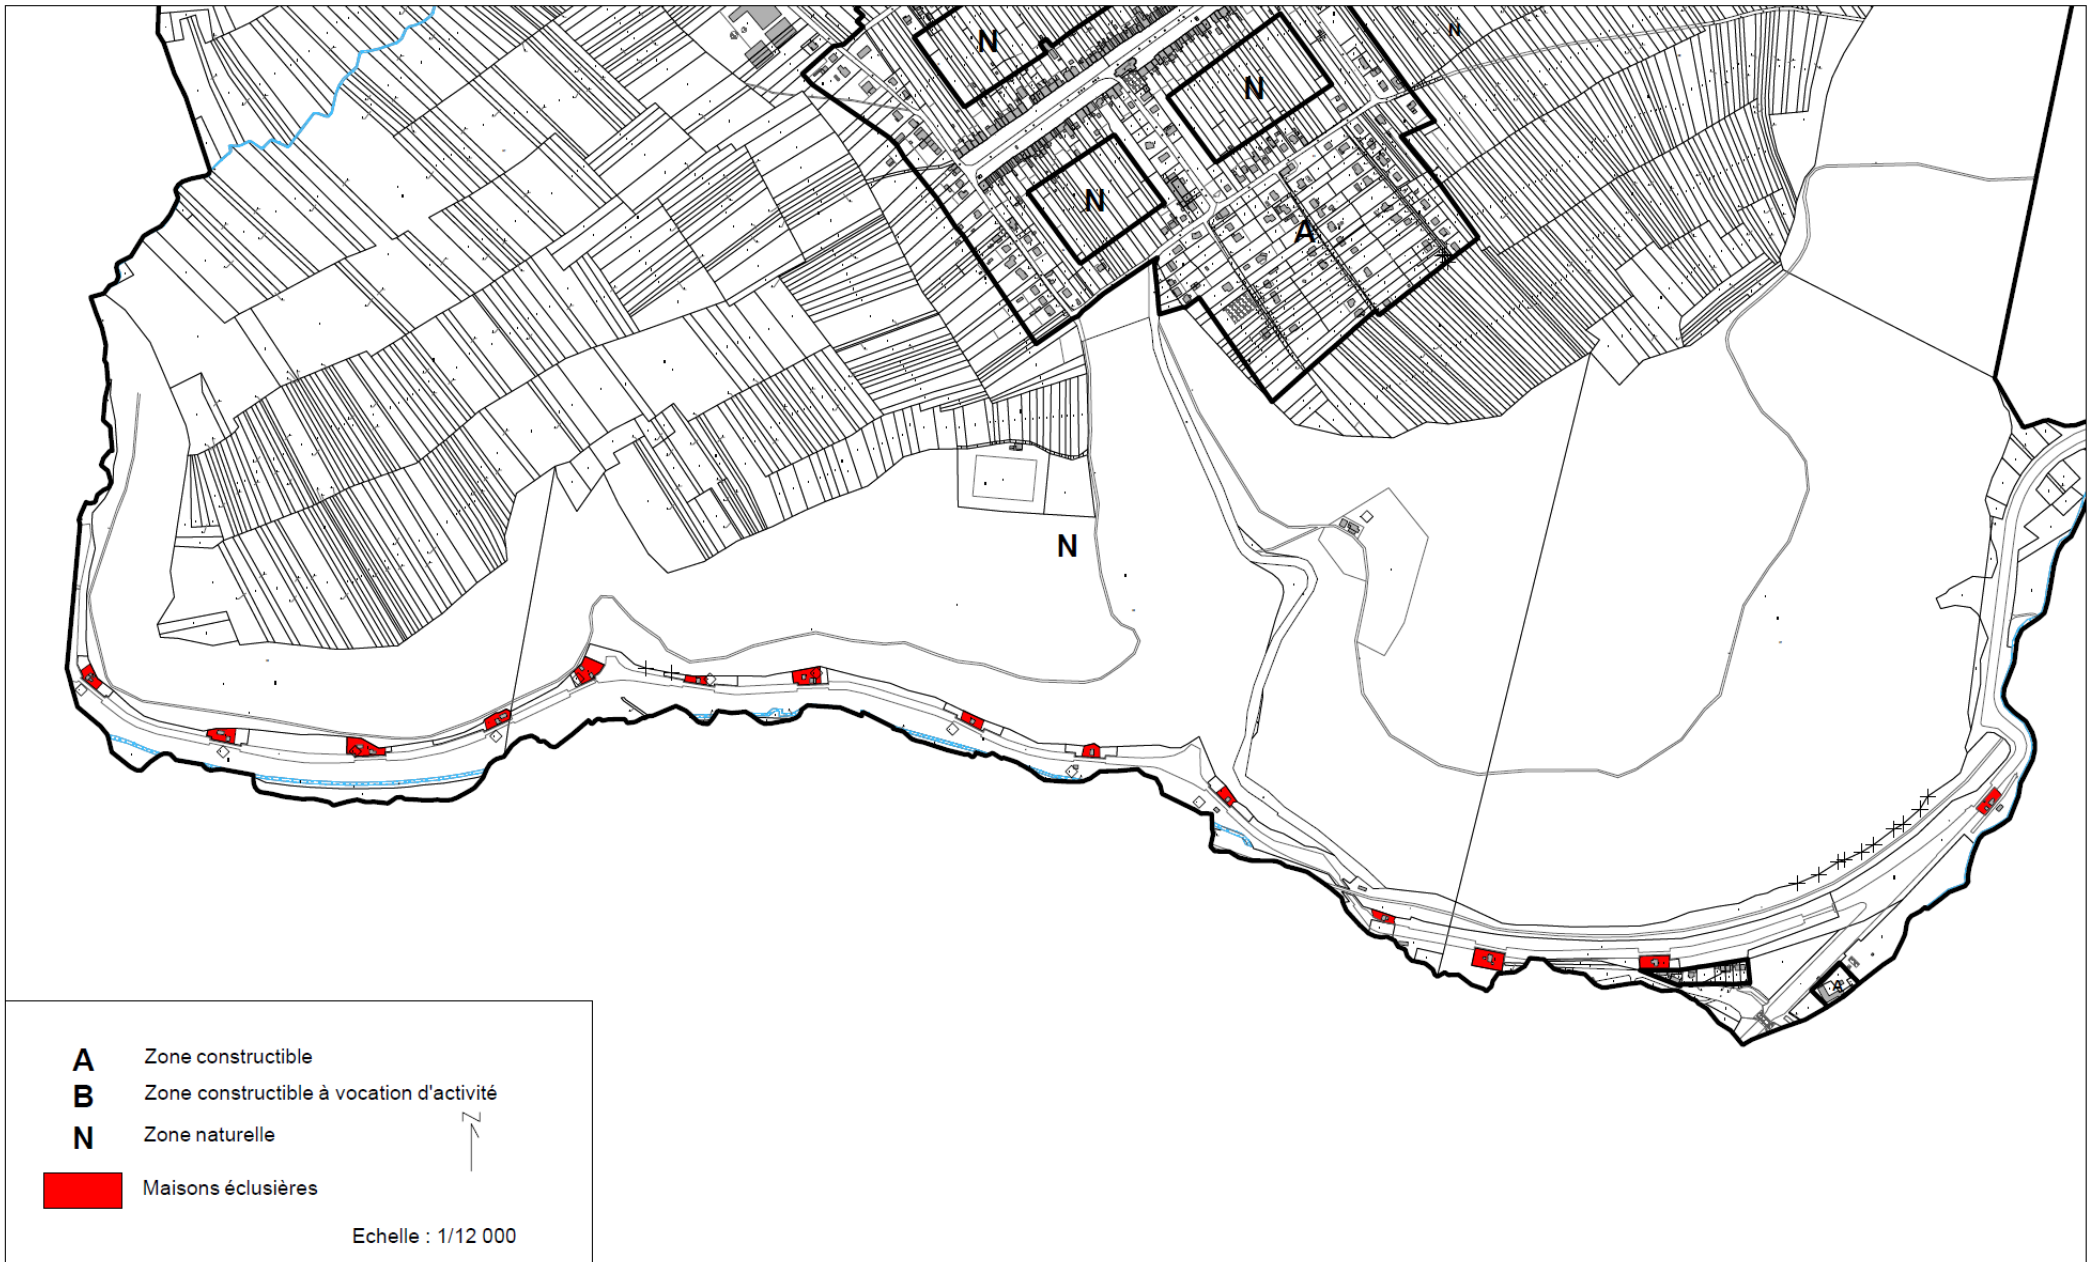 N
N
N
N
A
N
A
A Zone constructible
B Zone constructible à vocation d'activité
N Zone naturelle
N
Maisons éclusières
Echelle : 1/12 000